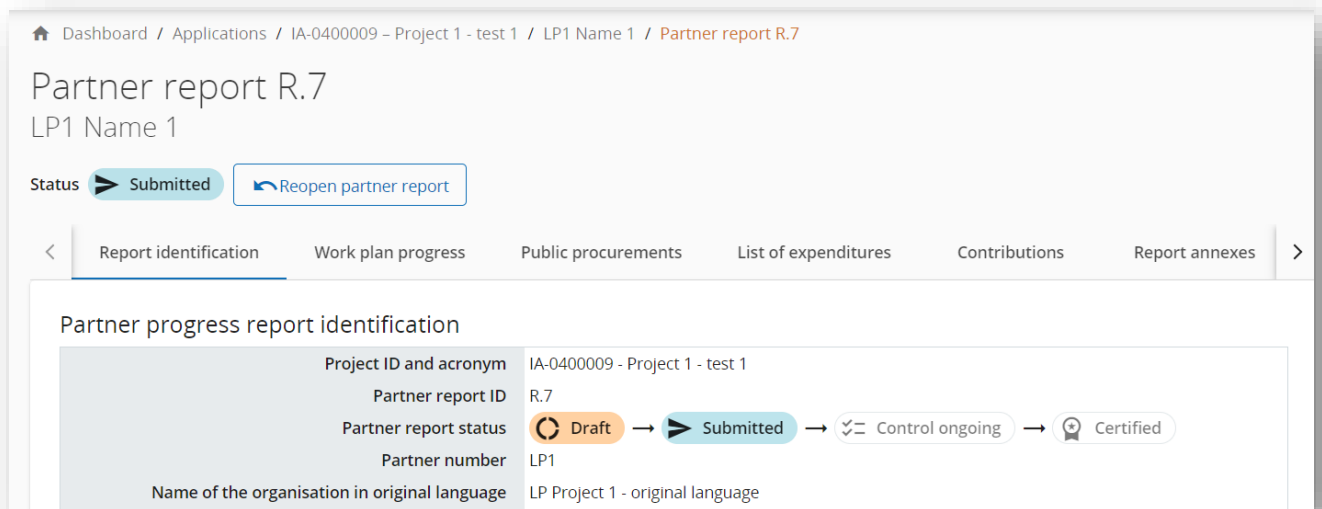 Dashboard / Applications / IA-0400009 – Project 1 - test 1 / LP1 Name 1 / Partner report R.7
Partner report R.7
LP1 Name 1
Status Submitted Reopen partner report
Report identification Work plan progress Public procurements List of expenditures Contributions Report annexes
Partner progress report identification
Project ID and acronym IA-0400009 - Project 1 - test 1
Partner report ID R.7
Partner report status Draft → Submitted → Control ongoing → Certified
Partner number LP1
Name of the organisation in original language LP Project 1 - original language